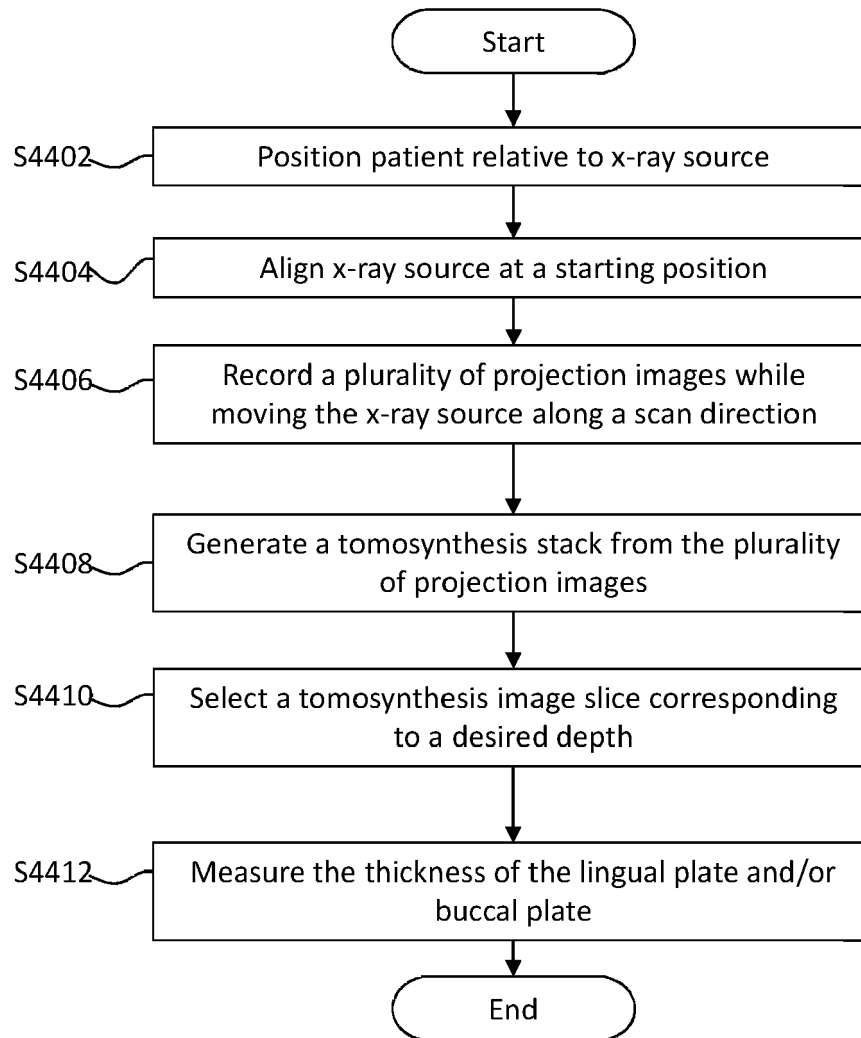 Start
S4402
Position patient relative to x-ray source
S4404
Align x-ray source at a starting position
S4406
Record a plurality of projection images while
moving the x-ray source along a scan direction
S4408
Generate a tomosynthesis stack from the plurality
of projection images
S4410
Select a tomosynthesis image slice corresponding
to a desired depth
S4412
Measure the thickness of the lingual plate and/or
buccal plate
End